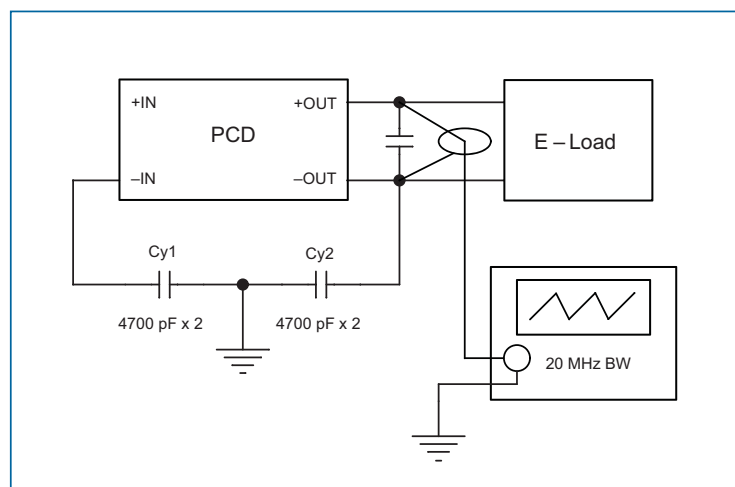 +IN
+OUT
PCD
E – Load
–IN
–OUT
Cy1
Cy2
4700 pF x 2
4700 pF x 2
20 MHz BW